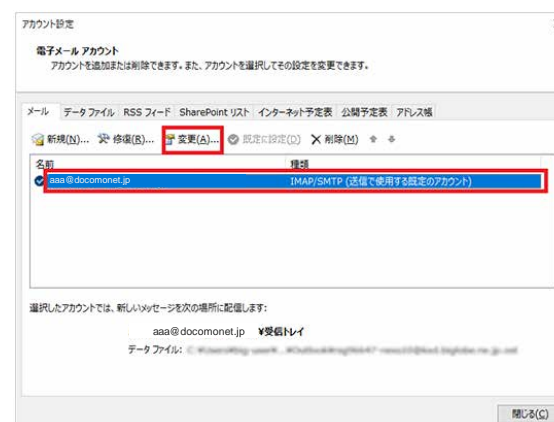 アカウント設定
電子メール アカウント
アカウントを追加または削除できます。また、アカウントを選択してその設定を変更できます。
メール データ ファイル RSS フィード SharePoint リスト インターネット予定表 公開予定表 アドレス帳
新規(N)... 修復(R)... 変更(A)... 既定に設定(D) 削除(M)
名前 種類
aaa@docomonet.jp IMAP/SMTP (送信で使用する既定のアカウント)
選択したアカウントでは、新しいメッセージを次の場所に配信します:
aaa@docomonet.jp ¥受信トレイ
データ ファイル:
閉じる(C)